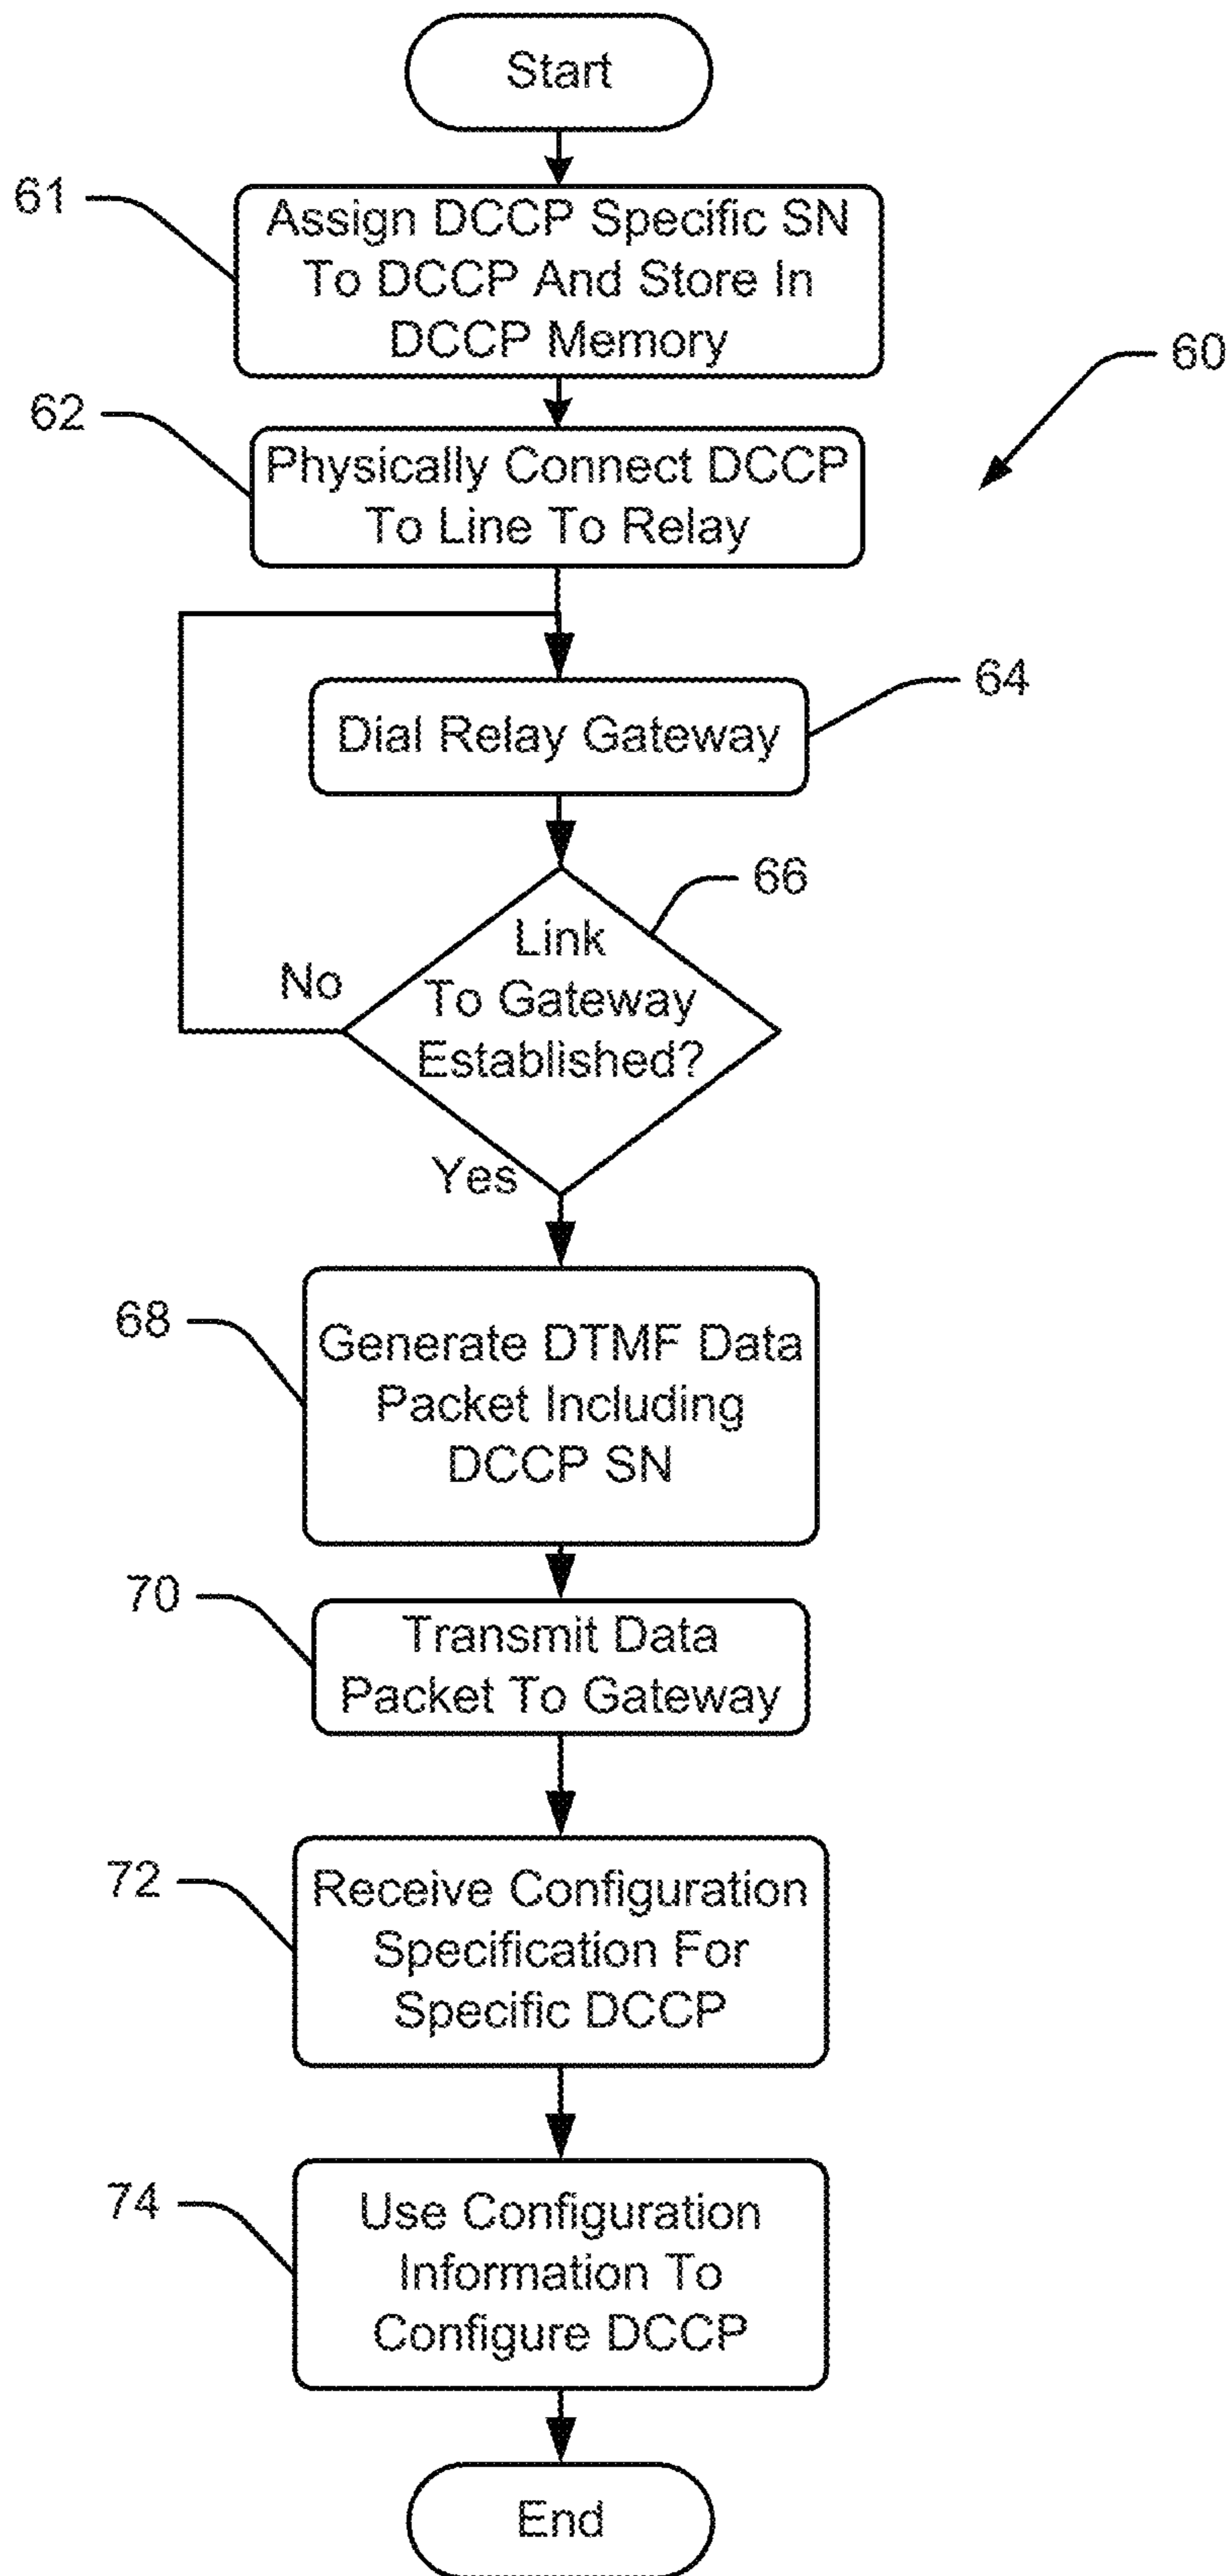 Start
61
Assign DCCP Specific SN
To DCCP And Store In
DCCP Memory
60
62
Physically Connect DCCP
To Line To Relay
64
Dial Relay Gateway
66
Link
To Gateway
Established?
No
Yes
68
Generate DTMF Data
Packet Including
DCCP SN
70
Transmit Data
Packet To Gateway
72
Receive Configuration
Specification For
Specific DCCP
74
Use Configuration
Information To
Configure DCCP
End